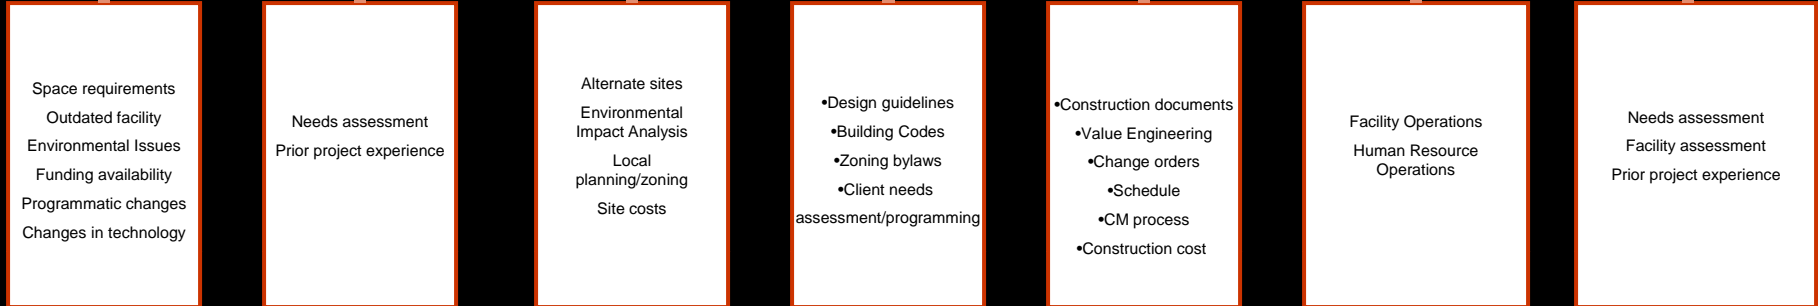 Space requirements
Outdated facility
Environmental Issues
Funding availability
Programmatic changes
Changes in technology
Needs assessment
Prior project experience
Alternate sites
Environmental
Impact Analysis
Local
planning/zoning
Site costs
•Design guidelines
•Building Codes
•Zoning bylaws
•Client needs
assessment/programming
•Construction documents
•Value Engineering
•Change orders
•Schedule
•CM process
•Construction cost
Facility Operations
Human Resource
Operations
Needs assessment
Facility assessment
Prior project experience